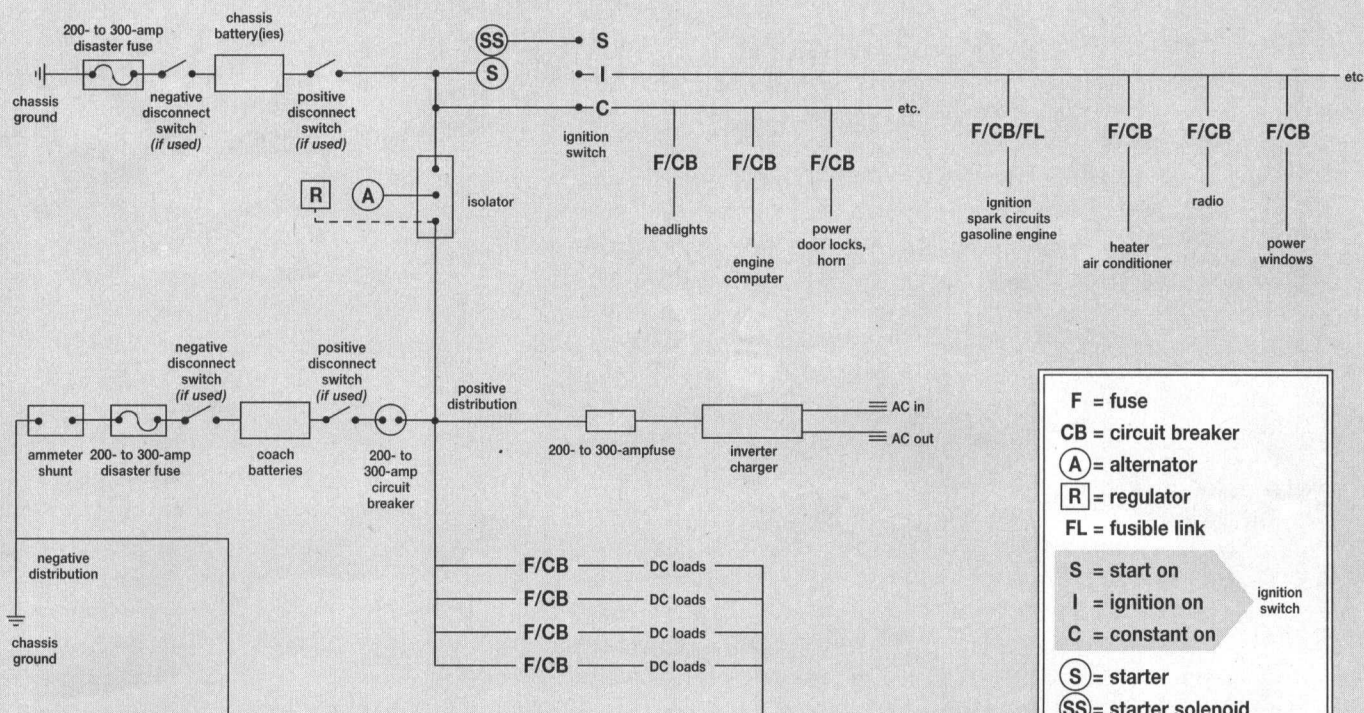 200- to 300-amp
disaster fuse
chassis
battery(ies)
chassis
ground
negative
disconnect
switch
(if used)
positive
disconnect
switch
(if used)
SS
S
S
I
C
ignition
switch
etc
etc.
R
A
isolator
F/CB
F/CB
F/CB
headlights
engine
computer
power
door locks,
horn
F/CB/FL
F/CB
F/CB
F/CB
ignition
spark circuits
gasoline engine
heater
air conditioner
radio
power
windows
negative
disconnect
switch
(if used)
positive
disconnect
switch
(if used)
ammeter
shunt
200- to 300-amp
disaster fuse
coach
batteries
200- to
300-amp
circuit
breaker
positive
distribution
200- to 300-ampfuse
inverter
charger
AC in
AC out
negative
distribution
chassis
ground
F/CB DC loads
F/CB DC loads
F/CB DC loads
F/CB DC loads
F = fuse
CB = circuit breaker
A = alternator
R = regulator
FL = fusible link
S = start on
I = ignition on
C = constant on
ignition
switch
S = starter
SS = starter solenoid